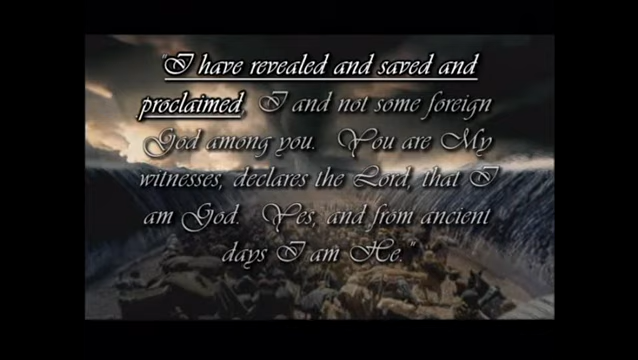 "I have revealed and saved and
proclaimed, I and not some foreign
God among you. You are My
witnesses, declares the Lord, that I
am God. Yes, and from ancient
days I am He."